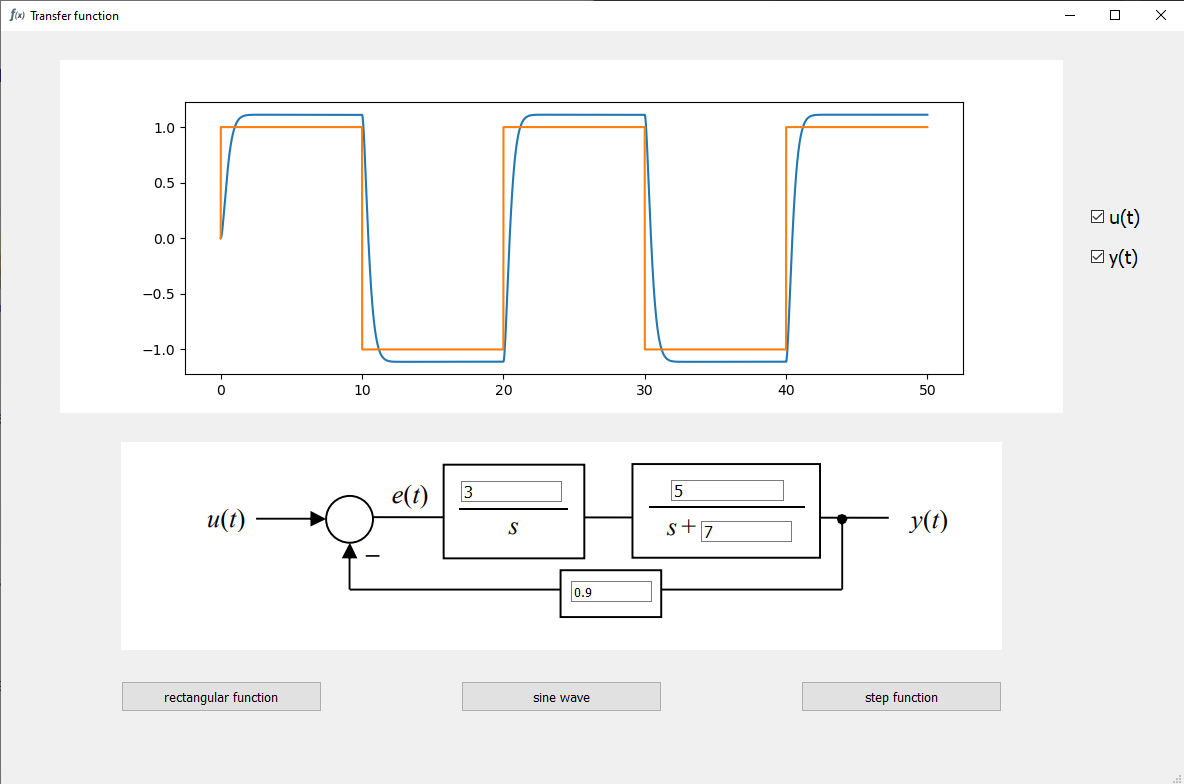 f(x) Transfer function
1.0
0.5
0.0
−0.5
−1.0
0 10 20 30 40 50
u(t)
y(t)
u(t)
e(t)
3
s
5
s + 7
y(t)
−
0.9
rectangular function
sine wave
step function